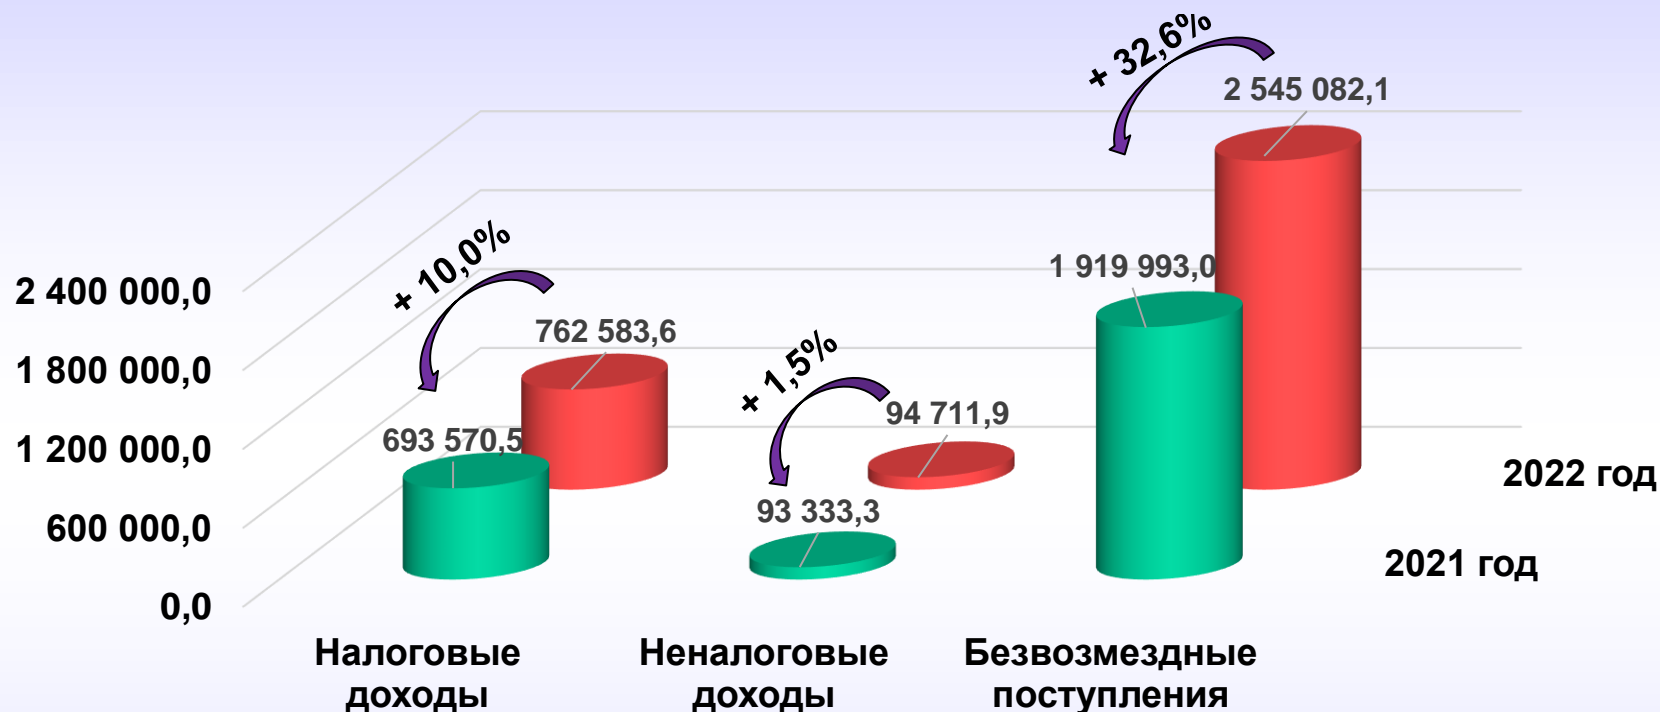 + 32,6%
2 545 082,1
+ 10,0%
1 919 993,0
2 400 000,0
762 583,6
+ 1,5%
1 800 000,0
94 711,9
693 570,5
1 200 000,0
2022 год
93 333,3
600 000,0
2021 год
0,0
Налоговые
доходы
Неналоговые
доходы
Безвозмездные
поступления